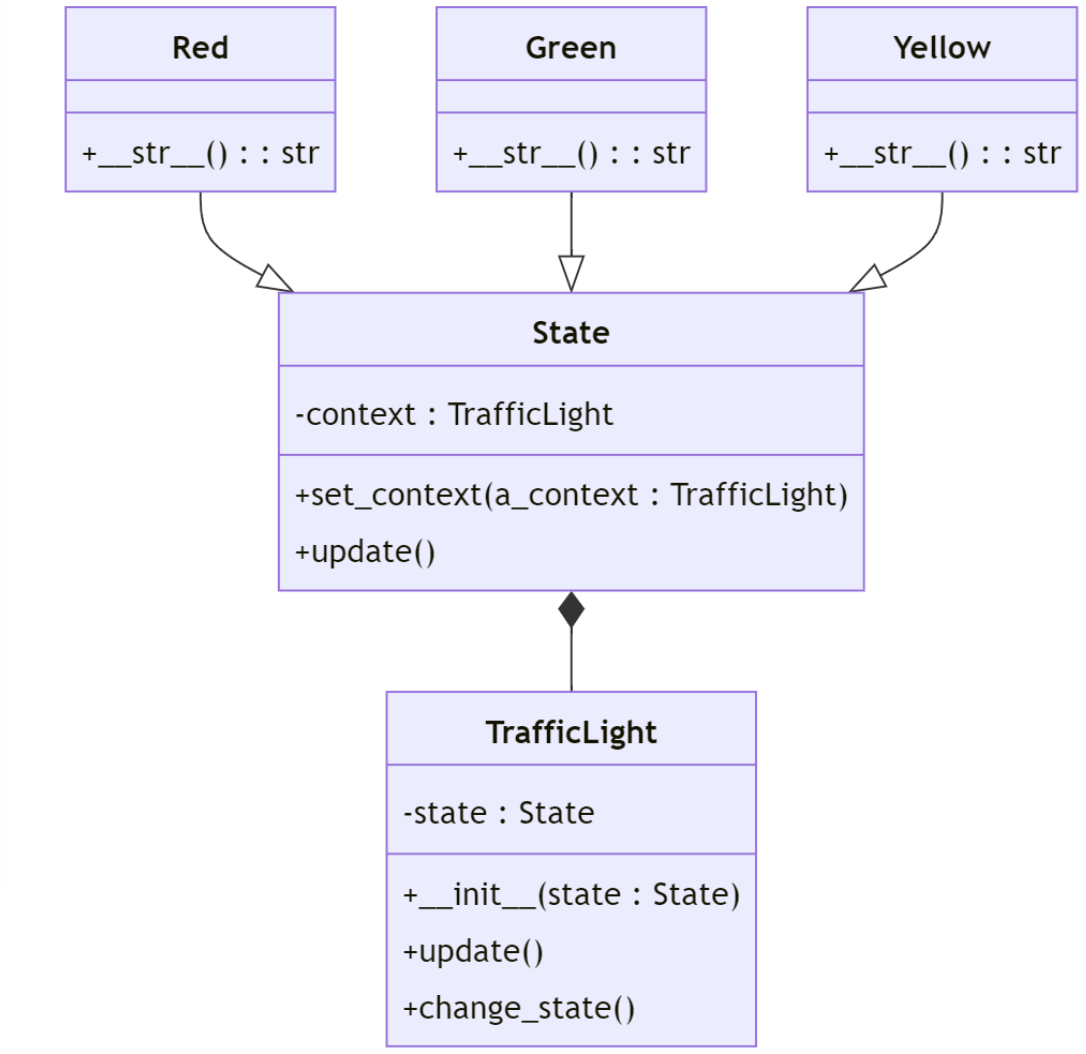 Red
+__str__() : : str
Green
+__str__() : : str
Yellow
+__str__() : : str
State
-context : TrafficLight
+set_context(a_context : TrafficLight)
+update()
TrafficLight
-state : State
+__init__(state : State)
+update()
+change_state()